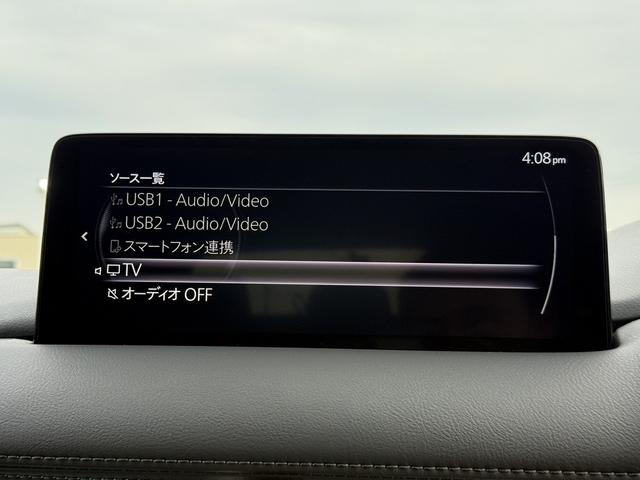 4:08pm
ソース一覧
USB1 - Audio/Video
USB2 - Audio/Video
スマートフォン連携
TV
オーディオ OFF